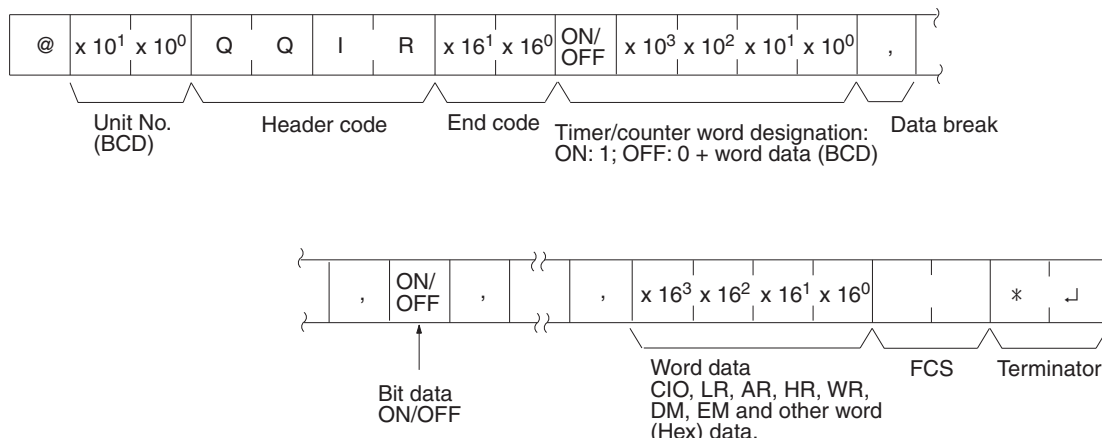 @ x 10¹ x 10⁰ Q Q I R x 16¹ x 16⁰ ON/OFF x 10³ x 10² x 10¹ x 10⁰ ,
Unit No.
(BCD)
Header code
End code
Timer/counter word designation:
ON: 1; OFF: 0 + word data (BCD)
Data break
, ON/OFF , , x 16³ x 16² x 16¹ x 16⁰ * ↵
Bit data
ON/OFF
Word data
CIO, LR, AR, HR, WR,
DM, EM and other word
(Hex) data.
FCS
Terminator